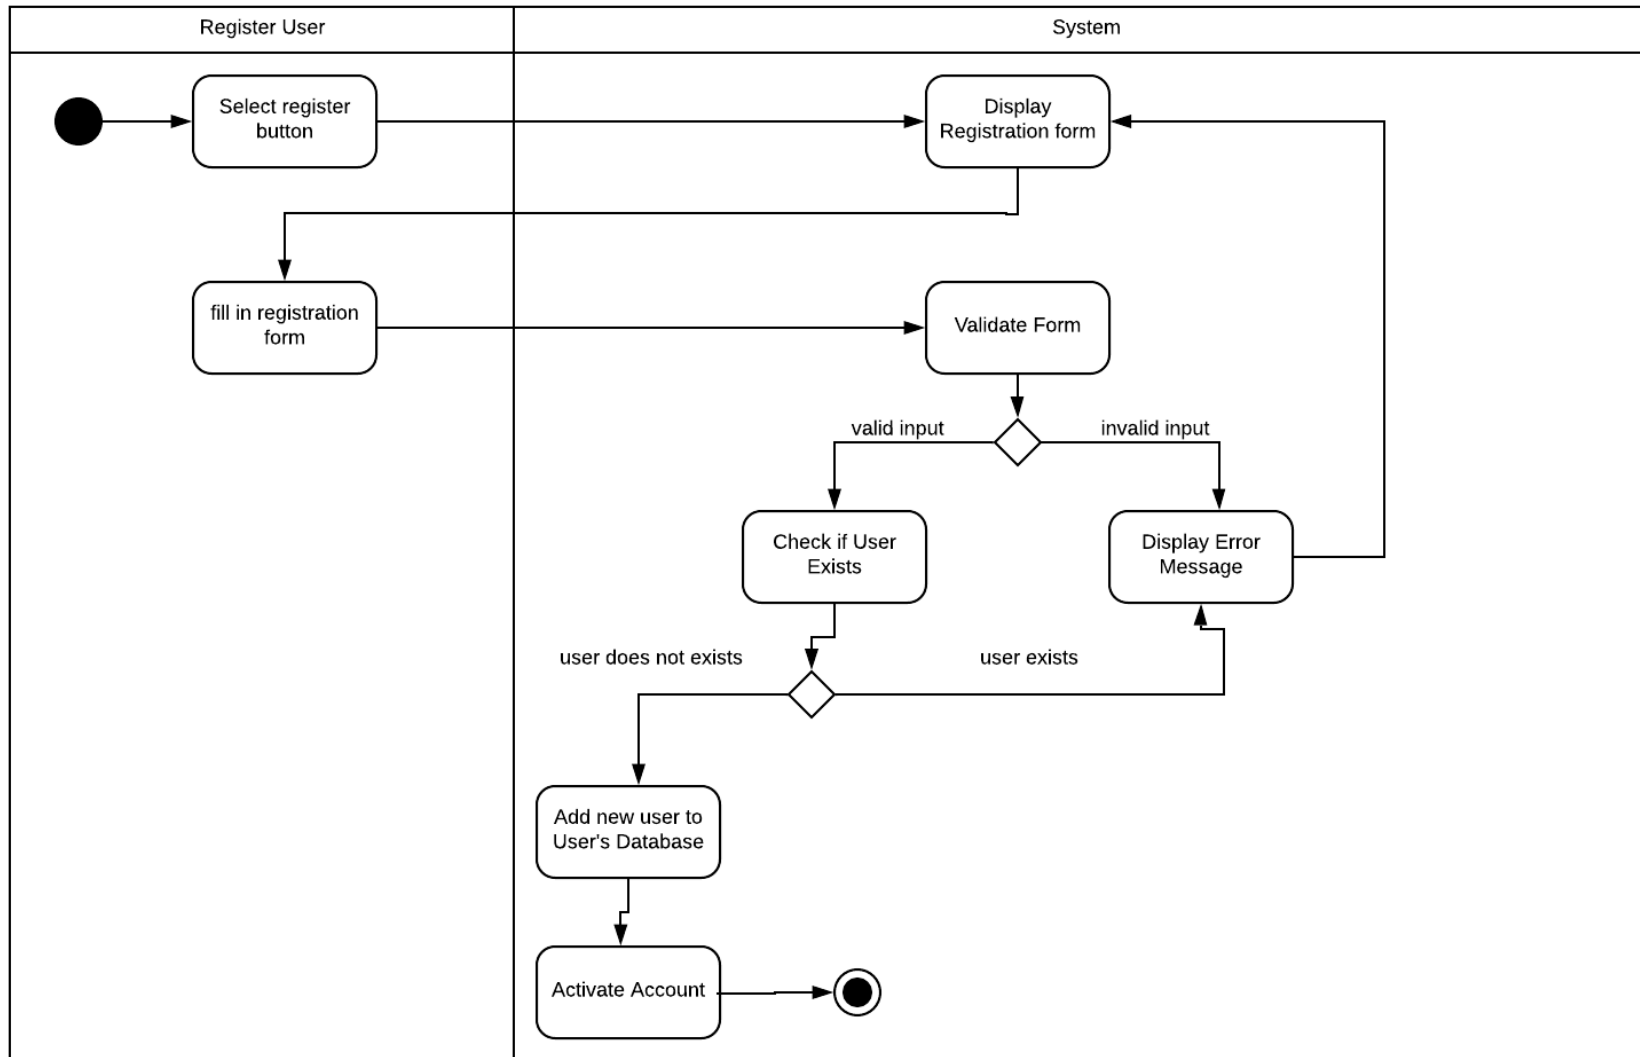 Register User
System
Select register
button
Display
Registration form
fill in registration
form
Validate Form
valid input
invalid input
Check if User
Exists
Display Error
Message
user does not exists
user exists
Add new user to
User's Database
Activate Account